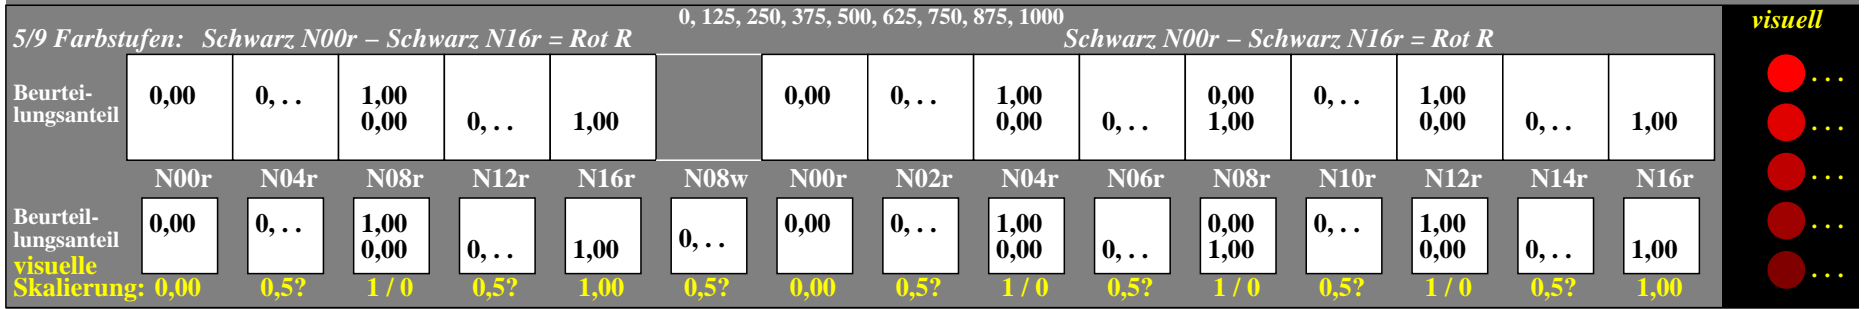 0, 125, 250, 375, 500, 625, 750, 875, 1000
visuell
5/9 Farbstufen: Schwarz N00r – Schwarz N16r = Rot R
Schwarz N00r – Schwarz N16r = Rot R
Beurtei-
lungsanteil
0,00 0, . . 1,00 0,00 0, . . 1,00 0, . . 1,00
0,00 0, . . 1,00 0,00 0, . . 1,00 0,00 0, . . 1,00
N00r N04r N08r N12r N16r N08w N00r N02r N04r N06r N08r N10r N12r N14r N16r
Beurteil-
lungsanteil
0,00 0, . . 1,00 0,00 0, . . 1,00 0, . . 1,00
0,00 0, . . 1,00 0, . . 0,00 0, . . 1,00 0,00 0, . . 1,00
visuelle
Skalierung: 0,00 0,5? 1 / 0 0,5? 1,00 0,5? 0,00 0,5? 1 / 0 0,5? 1 / 0 0,5? 1 / 0 0,5? 1,00
. . .
. . .
. . .
. . .
. . .